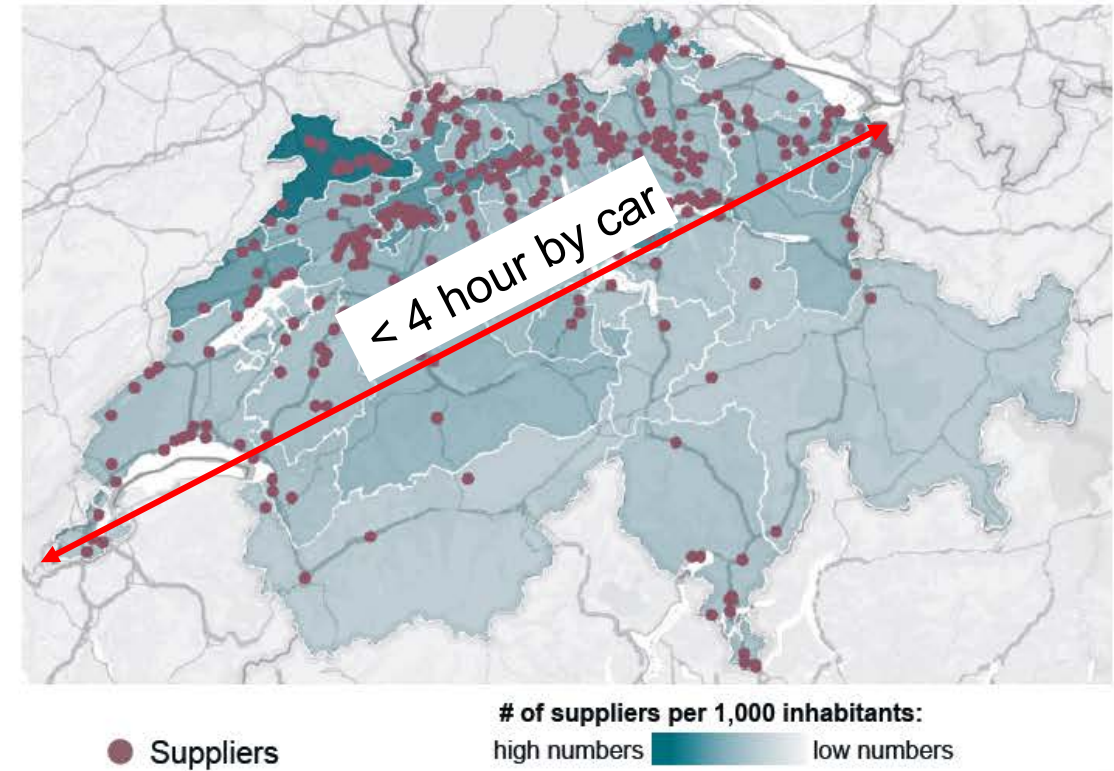 < 4 hour by car
# of suppliers per 1,000 inhabitants:
Suppliers
high numbers
low numbers